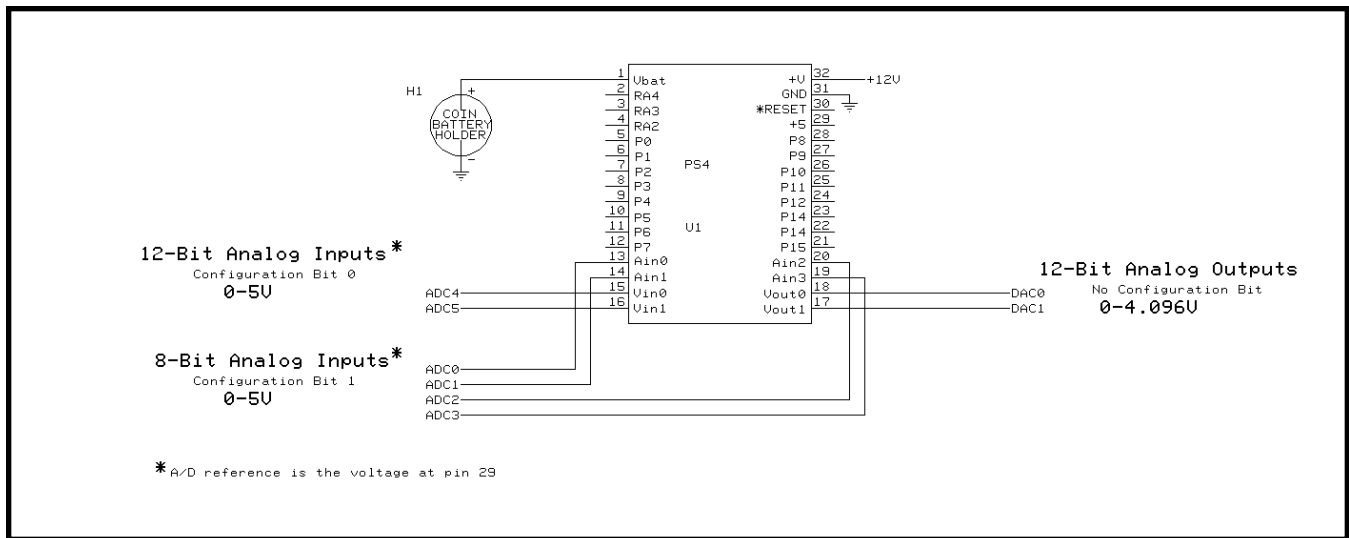 H1
+
COIN
BATTERY
HOLDER
-
1 Vbat
2 RA4
3 RA3
4 RA2
5 P0
6 P1
7 P2
8 P3
9 P4
10 P5
11 P6
12 P7
13 Ain0
14 Ain1
15 Vin0
16 Vin1
PS4
U1
+V 32 +12V
GND 31
*RESET 30
+5 29
P8 28
P9 27
P10 26
P11 25
P12 24
P14 23
P14 22
P15 21
Ain2 20
Ain3 19
Vout0 18
Vout1 17
12-Bit Analog Inputs*
Configuration Bit 0
0-5V
ADC4
ADC5
8-Bit Analog Inputs*
Configuration Bit 1
0-5V
ADC0
ADC1
ADC2
ADC3
12-Bit Analog Outputs
No Configuration Bit
0-4.096V
DAC0
DAC1
* A/D reference is the voltage at pin 29